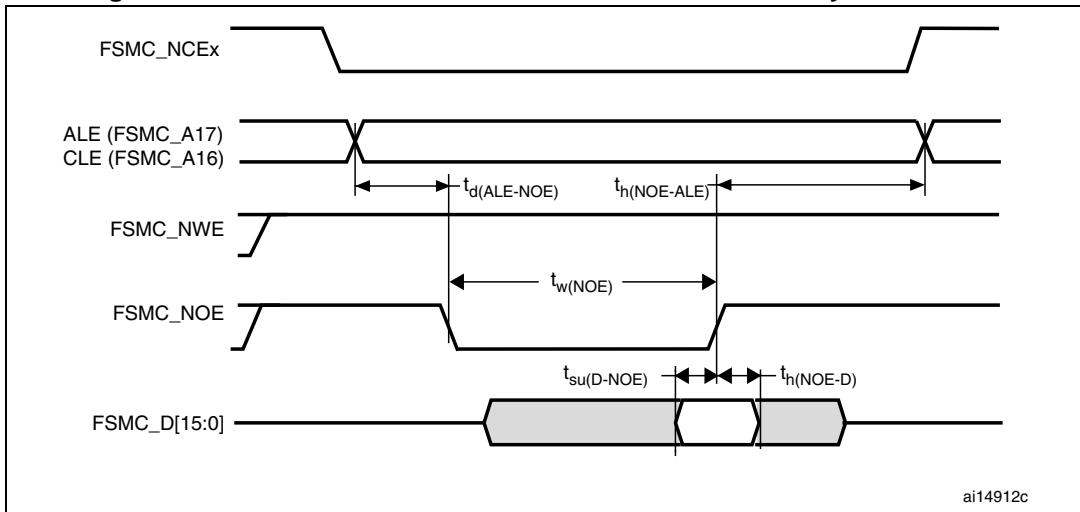 FSMC_NCEx
ALE (FSMC_A17)
CLE (FSMC_A16)
td(ALE-NOE)
th(NOE-ALE)
FSMC_NWE
tw(NOE)
FSMC_NOE
tsu(D-NOE)
th(NOE-D)
FSMC_D[15:0]
ai14912c